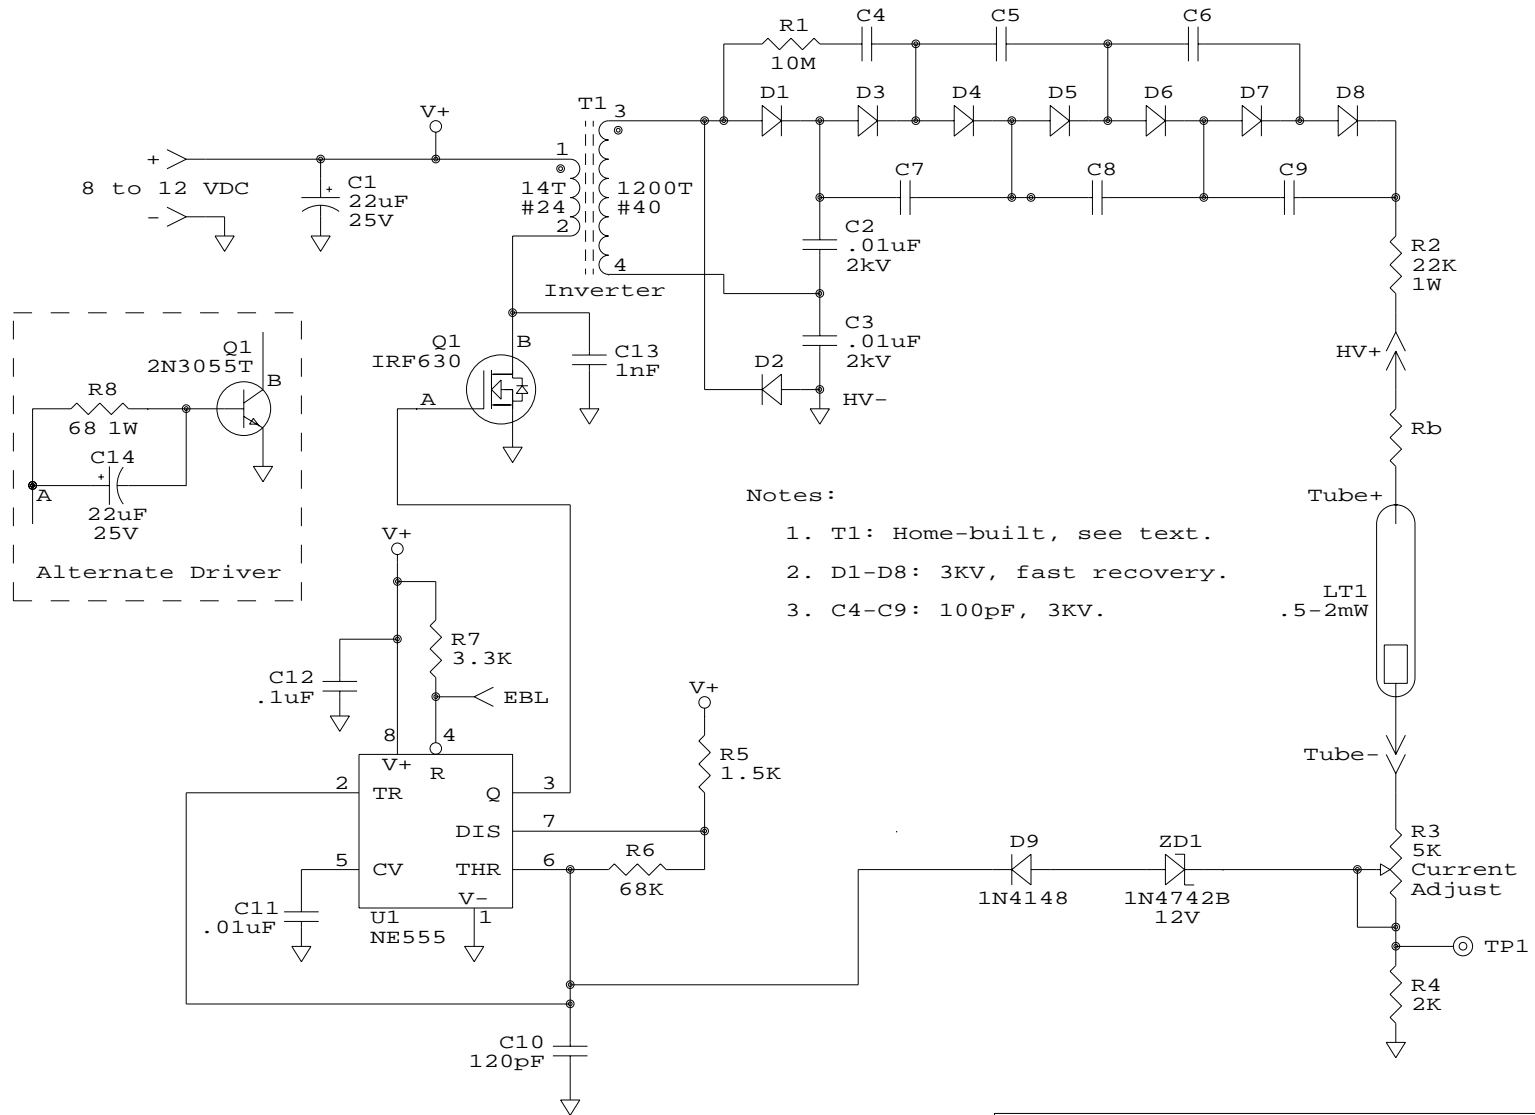 R1
10M
C4
C5
C6
D1
D3
D4
D5
D6
D7
D8
V+
T1
3
+
1
8 to 12 VDC
-
C1
+
22uF
25V
14T
#24
2
1200T
#40
4
Inverter
C7
C8
C9
C2
.01uF
2kV
C3
.01uF
2kV
D2
HV-
R2
22K
1W
HV+
Rb
Tube+
LT1
.5-2mW
Tube-
Q1
2N3055T
B
R8
68 1W
C14
+
A
22uF
25V
Alternate Driver
Q1
IRF630
B
A
C13
1nF
Notes:
1. T1: Home-built, see text.
2. D1-D8: 3KV, fast recovery.
3. C4-C9: 100pF, 3KV.
V+
R7
3.3K
C12
.1uF
EBL
8
4
V+
R
2
TR
Q
3
DIS
7
5
CV
THR
6
V-
1
U1
NE555
C11
.01uF
V+
R5
1.5K
R6
68K
C10
120pF
D9
1N4148
ZD1
1N4742B
12V
R3
5K
Current
Adjust
TP1
R4
2K